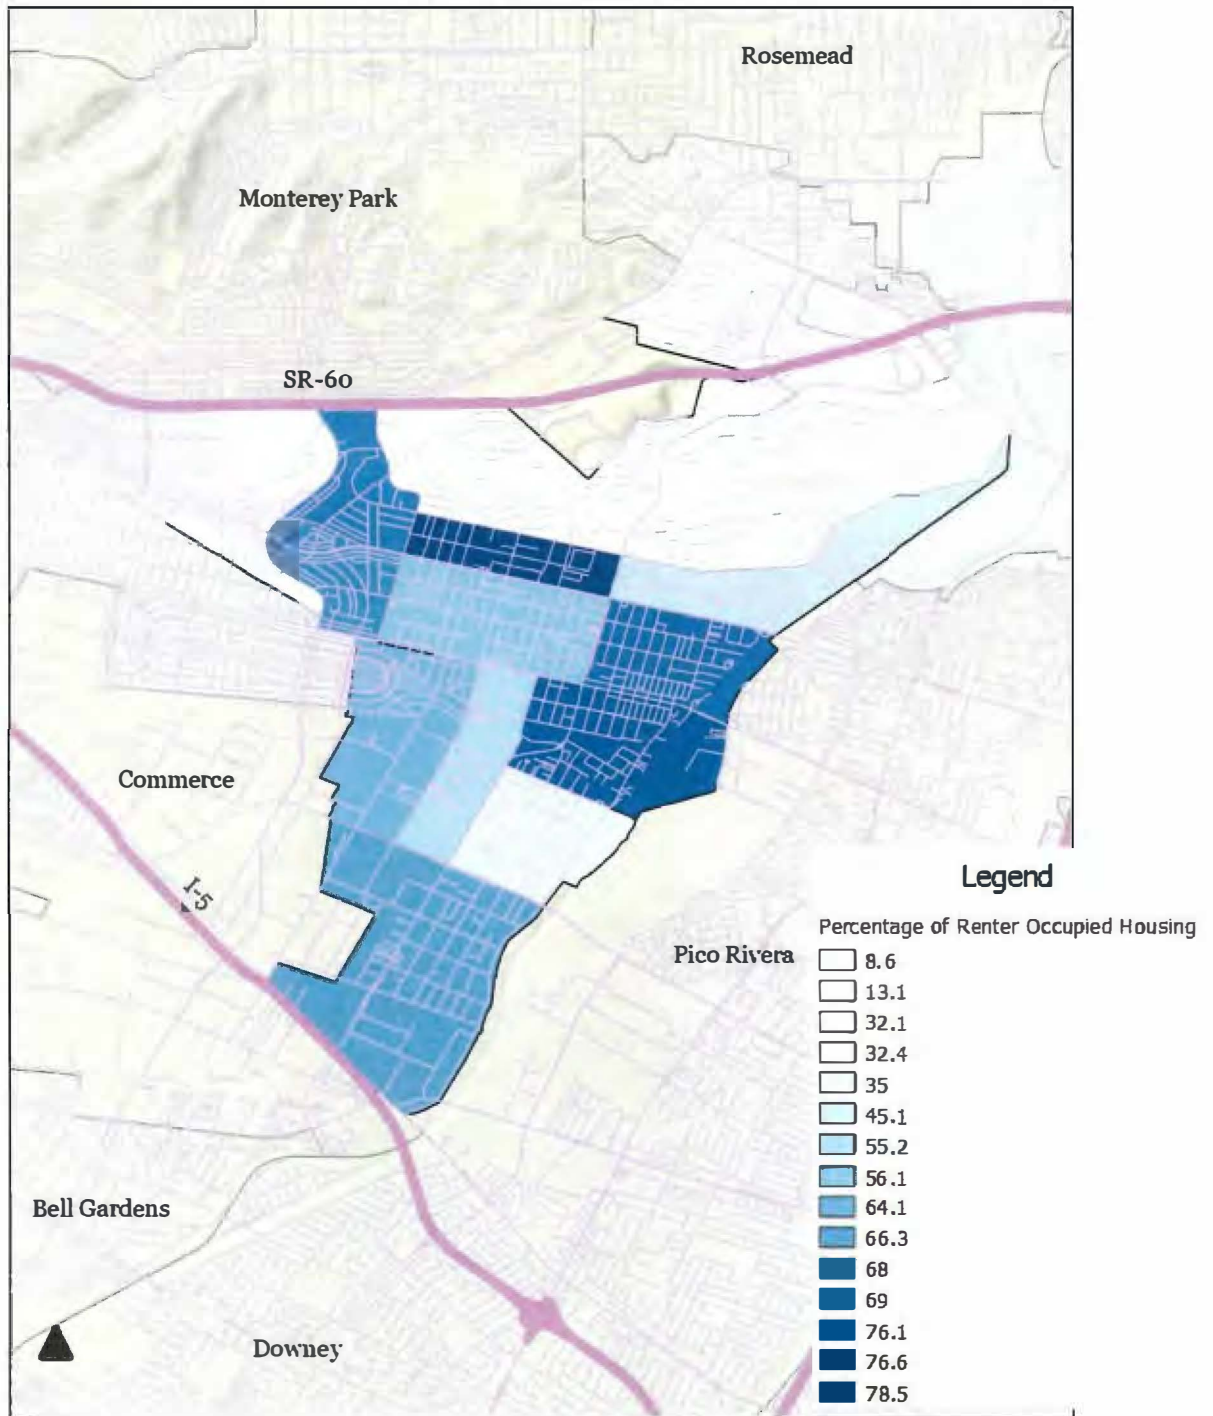 Rosemead
Monterey Park
SR-60
Commerce
I-5
Pico Rivera
Bell Gardens
Downey
Legend
Percentage of Renter Occupied Housing
8.6
13.1
32.1
32.4
35
45.1
55.2
56.1
64.1
66.3
68
69
76.1
76.6
78.5